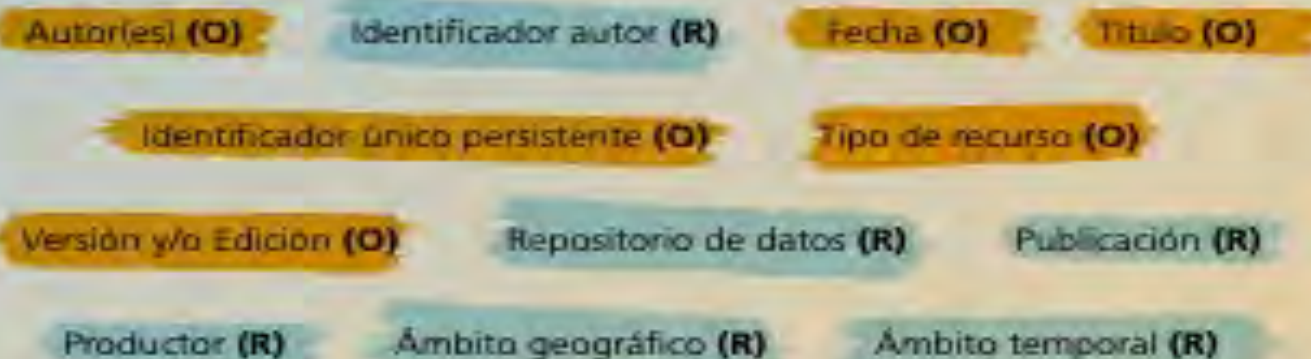 Autor(es) (O) Identificador autor (R) Fecha (O) Título (O)
Identificador único persistente (O) Tipo de recurso (O)
Versión y/o Edición (O) Repositorio de datos (R) Publicación (R)
Productor (R) Ámbito geográfico (R) Ámbito temporal (R)